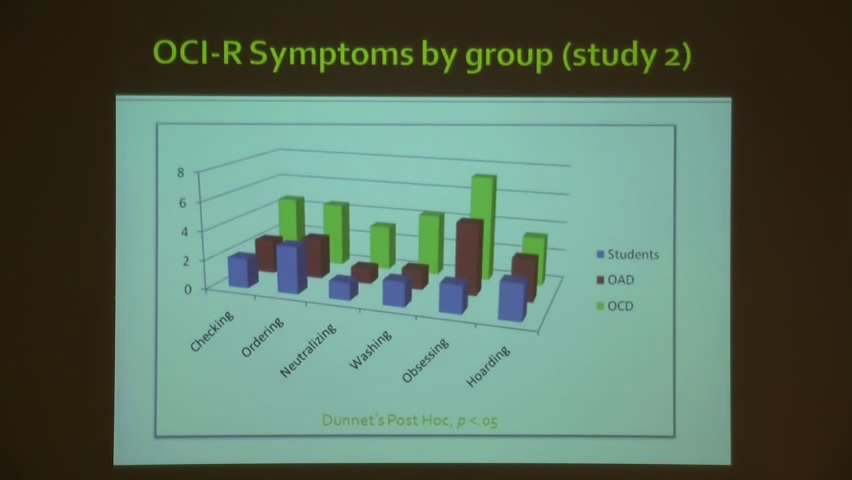 OCI-R Symptoms by group (study 2)
8
6
4
2
0
Checking
Ordering
Neutralizing
Washing
Obsessing
Hoarding
Students
OAD
OCD
Dunnet's Post Hoc, p <.05